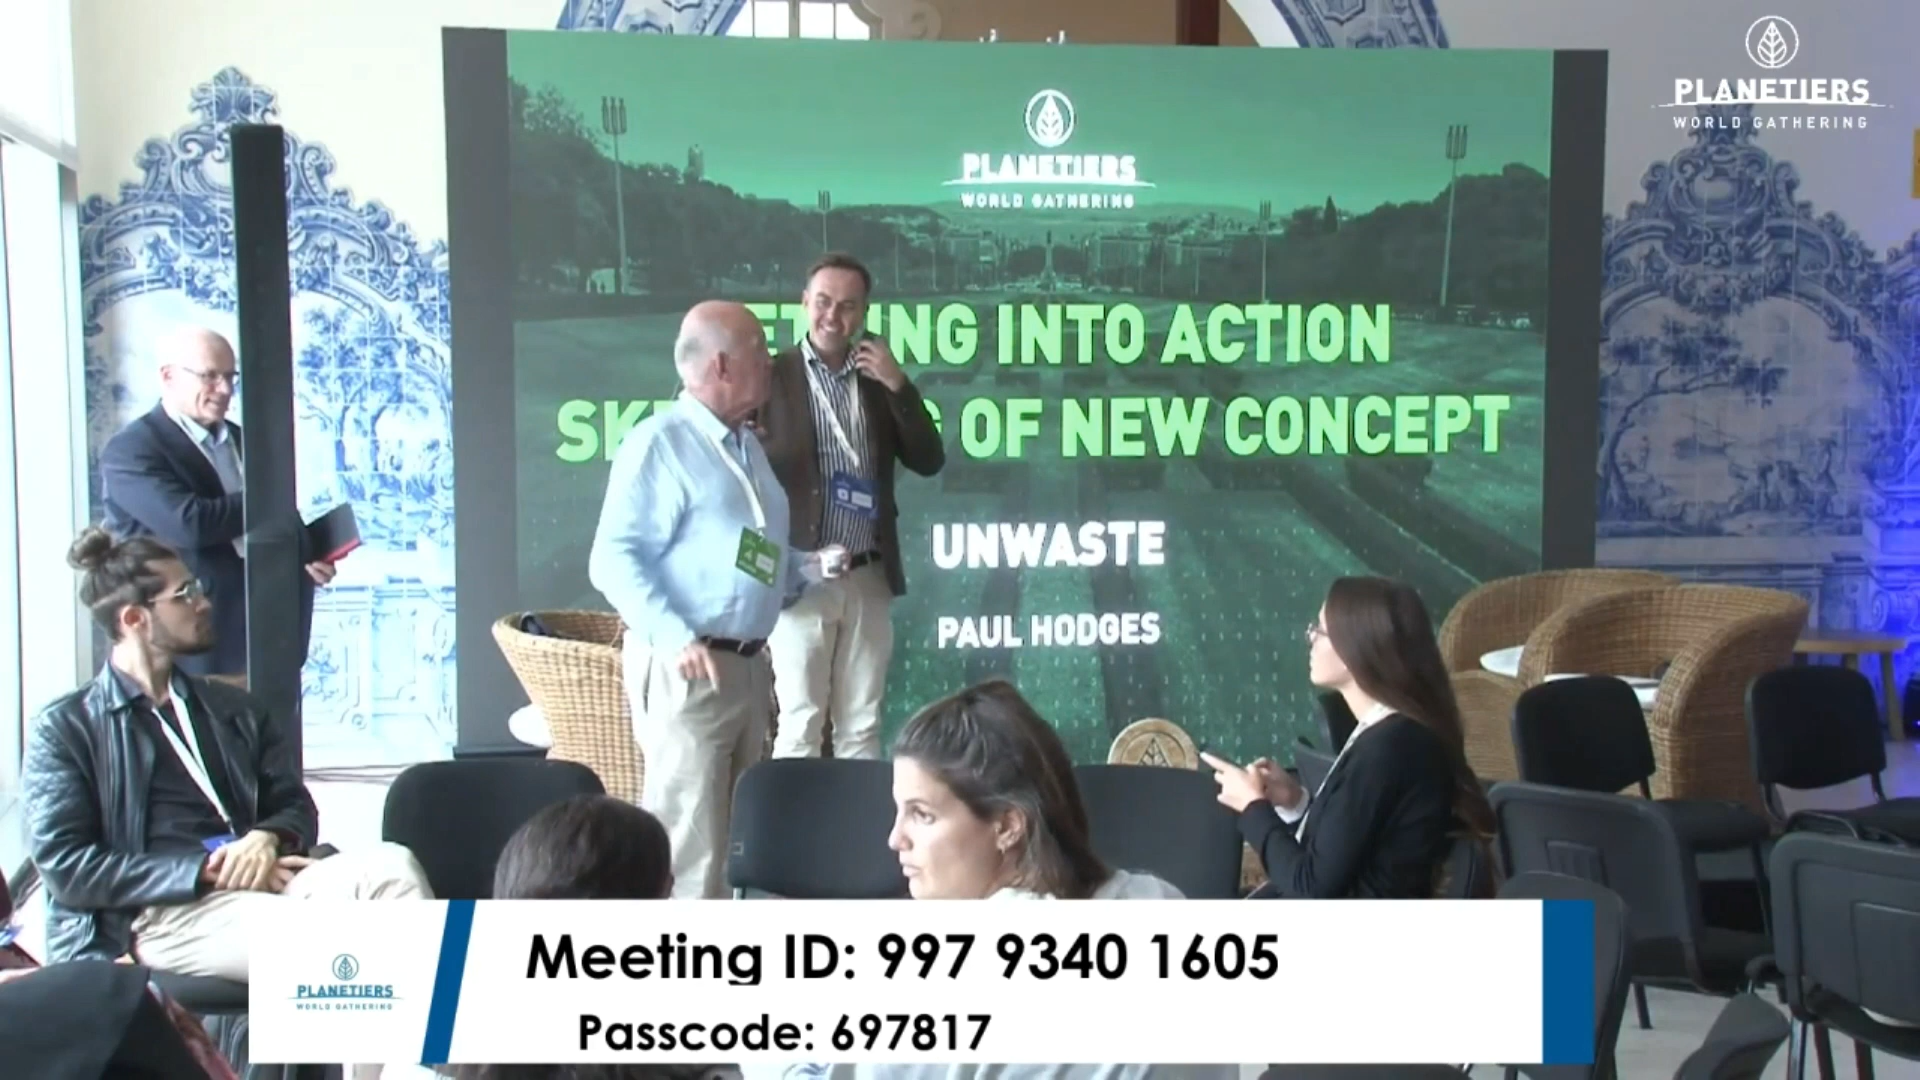 PLANETIERS
WORLD GATHERING
PLANETIERS
WORLD GATHERING
INTO ACTION
OF NEW CONCEPT
UNWASTE
PAUL HODGES
Meeting ID: 997 9340 1605
Passcode: 697817
PLANETIERS
WORLD GATHERING